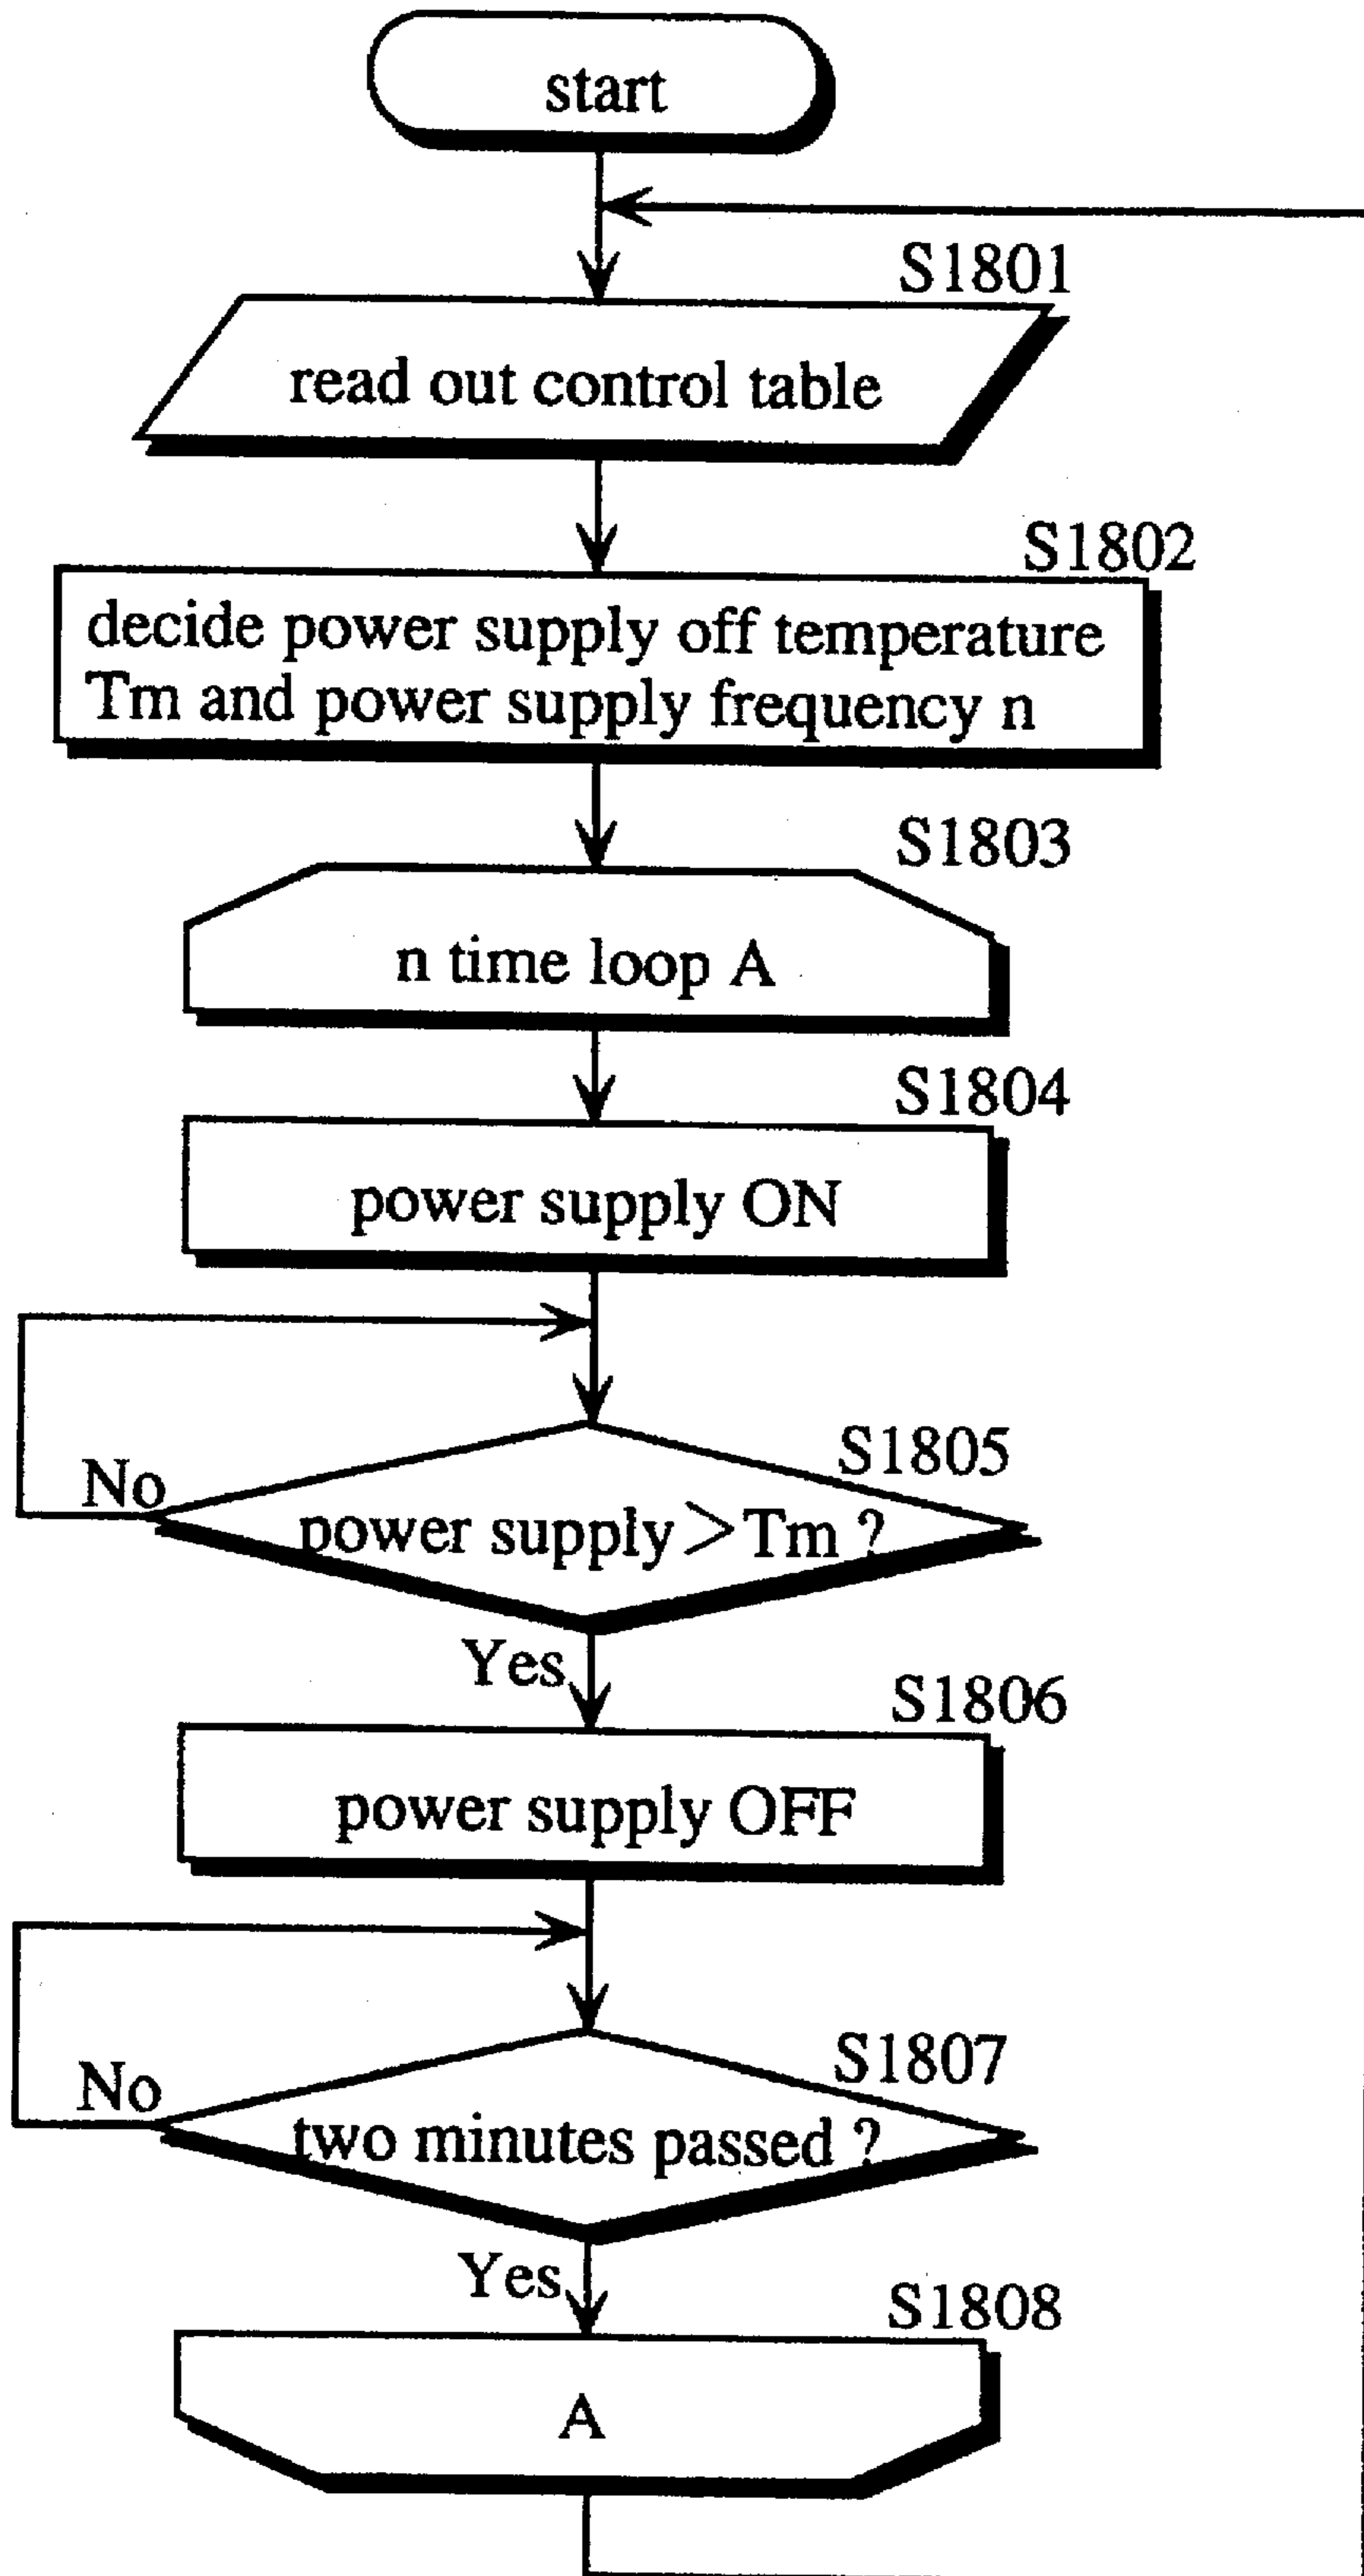 start
S1801
read out control table
S1802
decide power supply off temperature
Tm and power supply frequency n
S1803
n time loop A
S1804
power supply ON
S1805
No
power supply>Tm ?
Yes
S1806
power supply OFF
S1807
No
two minutes passed ?
Yes
S1808
A